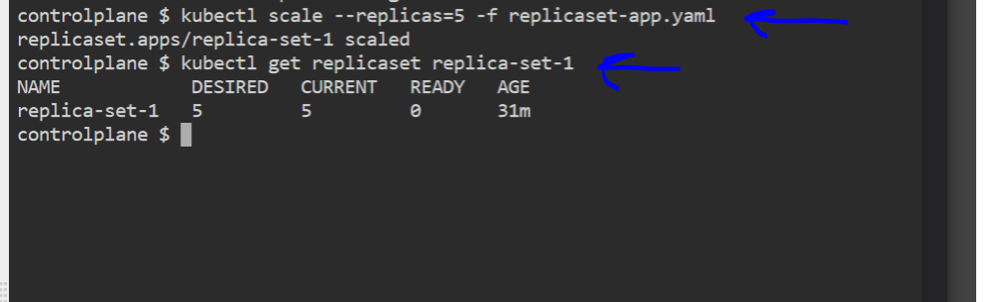 controlplane $ kubectl scale --replicas=5 -f replicaset-app.yaml
replicaset.apps/replica-set-1 scaled
controlplane $ kubectl get replicaset replica-set-1
NAME            DESIRED   CURRENT   READY   AGE
replica-set-1   5         5         0       31m
controlplane $